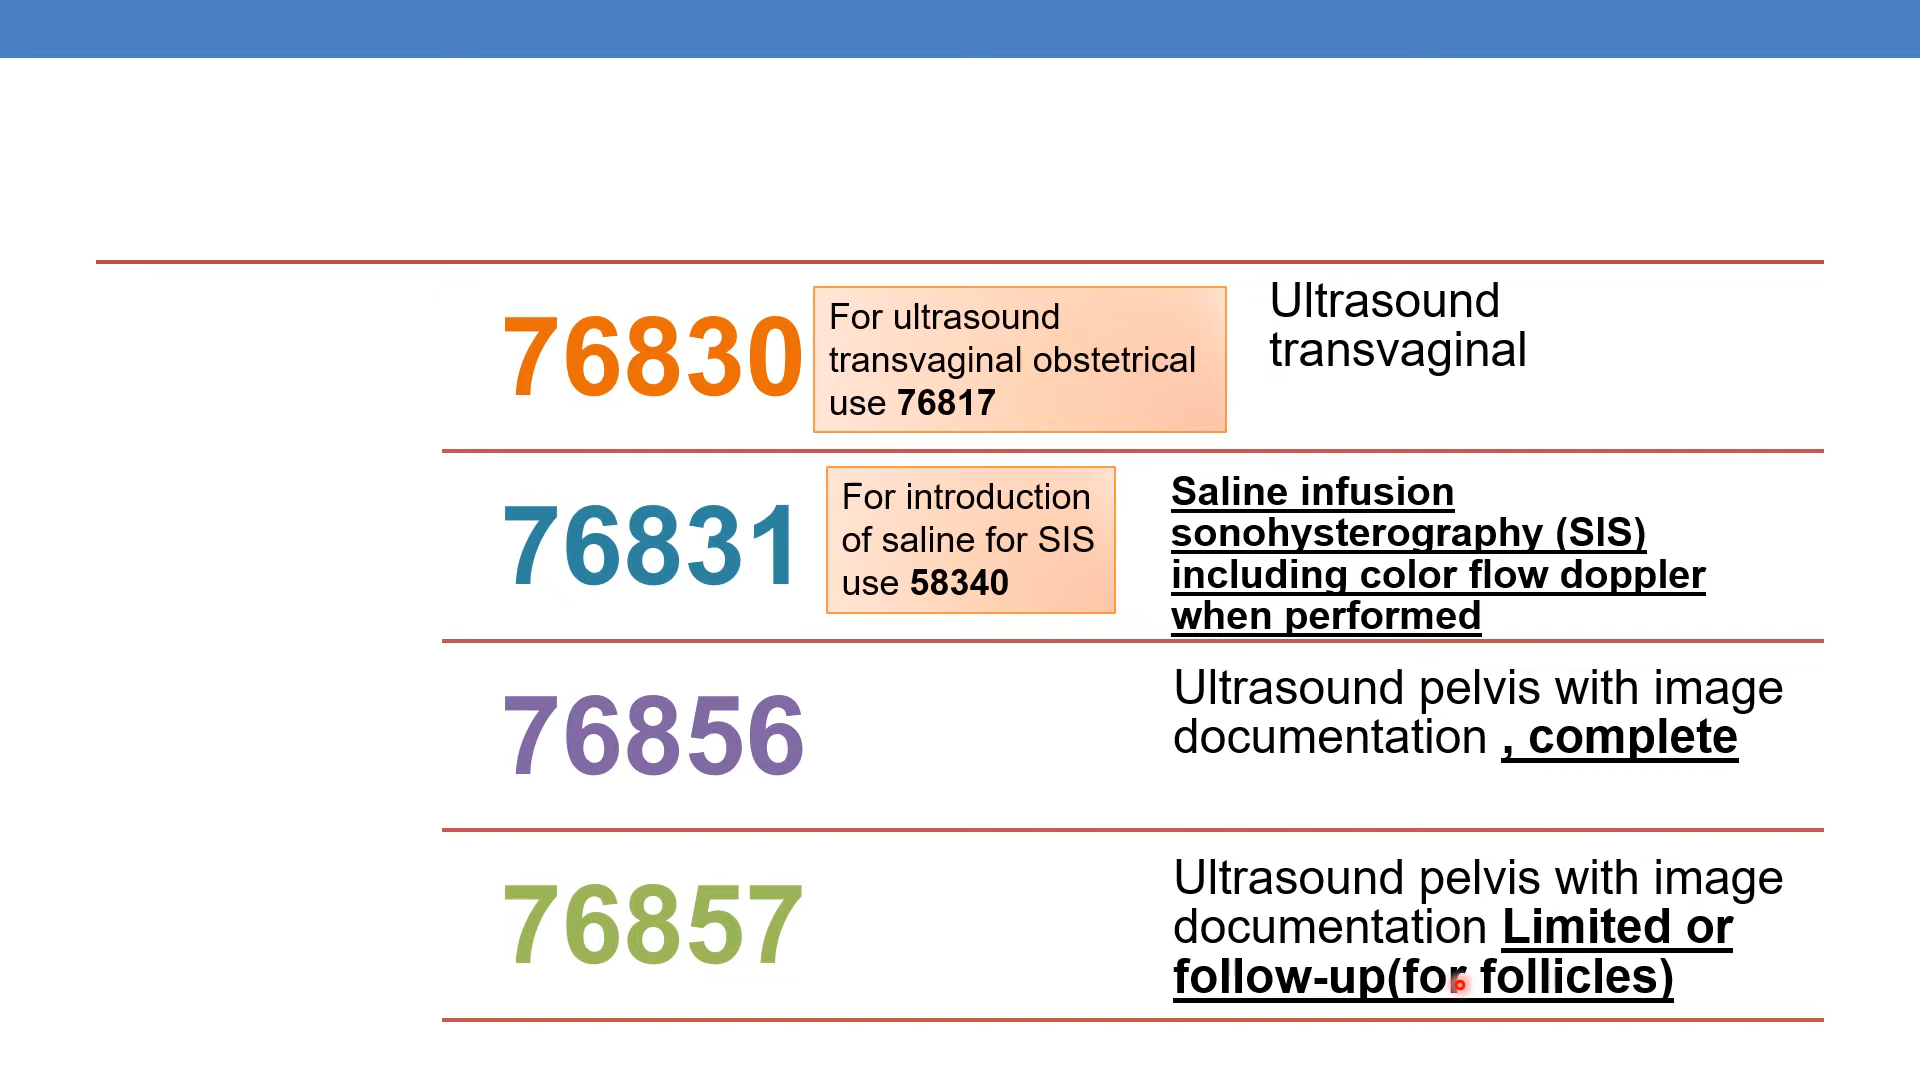 76830
For ultrasound
transvaginal obstetrical
use 76817
Ultrasound
transvaginal
76831
For introduction
of saline for SIS
use 58340
Saline infusion
sonohysterography (SIS)
including color flow doppler
when performed
76856
Ultrasound pelvis with image
documentation , complete
76857
Ultrasound pelvis with image
documentation Limited or
follow-up(for follicles)